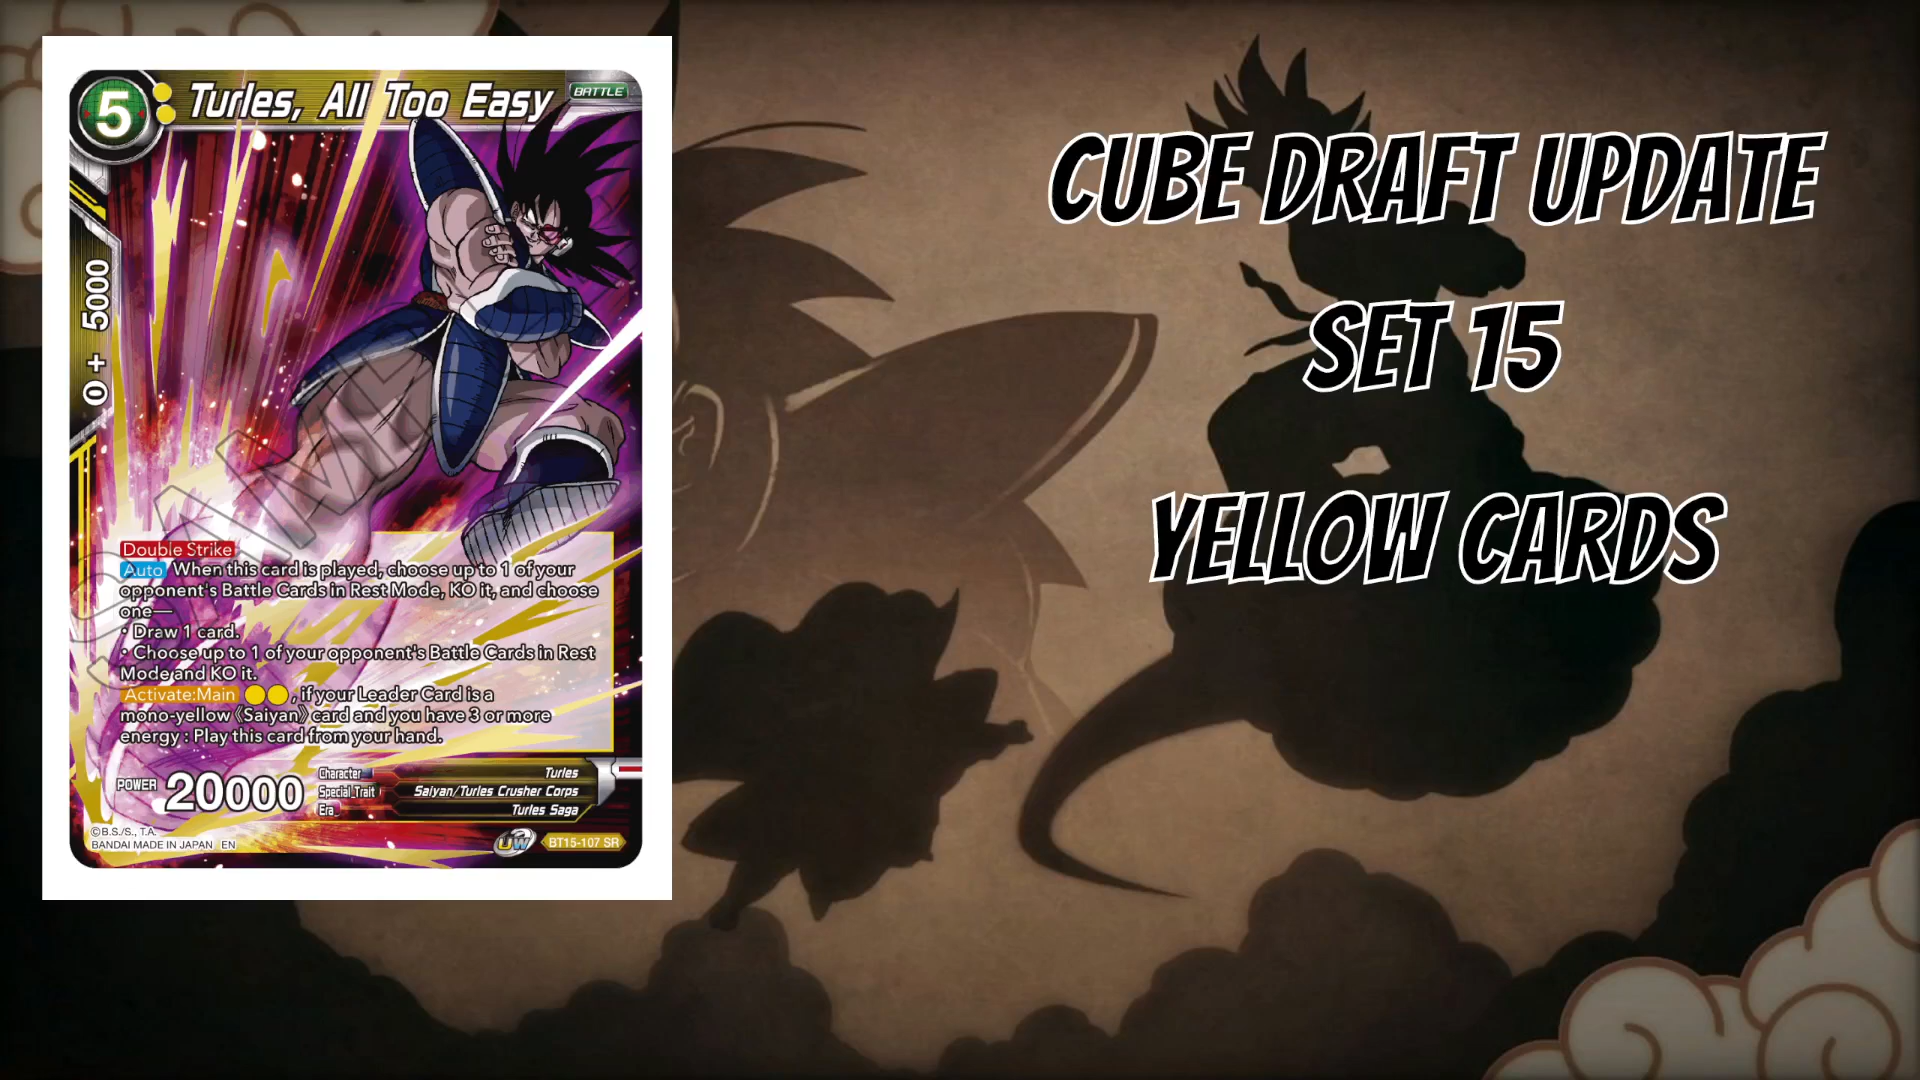 5
Turles, All Too Easy
BATTLE
0 + 5000
Double Strike
Auto When this card is played, choose up to 1 of your
opponent's Battle Cards in Rest Mode, KO it, and choose
one—
• Draw 1 card.
• Choose up to 1 of your opponent's Battle Cards in Rest
Mode and KO it.
Activate:Main , if your Leader Card is a
mono-yellow 《Saiyan》 card and you have 3 or more
energy : Play this card from your hand.
POWER 20000
Character Turles
Special Trait Saiyan/Turles Crusher Corps
Era Turles Saga
©B.S./S., T.A.
BANDAI MADE IN JAPAN EN
UW
BT15-107 SR
CUBE DRAFT UPDATE
SET 15
YELLOW CARDS